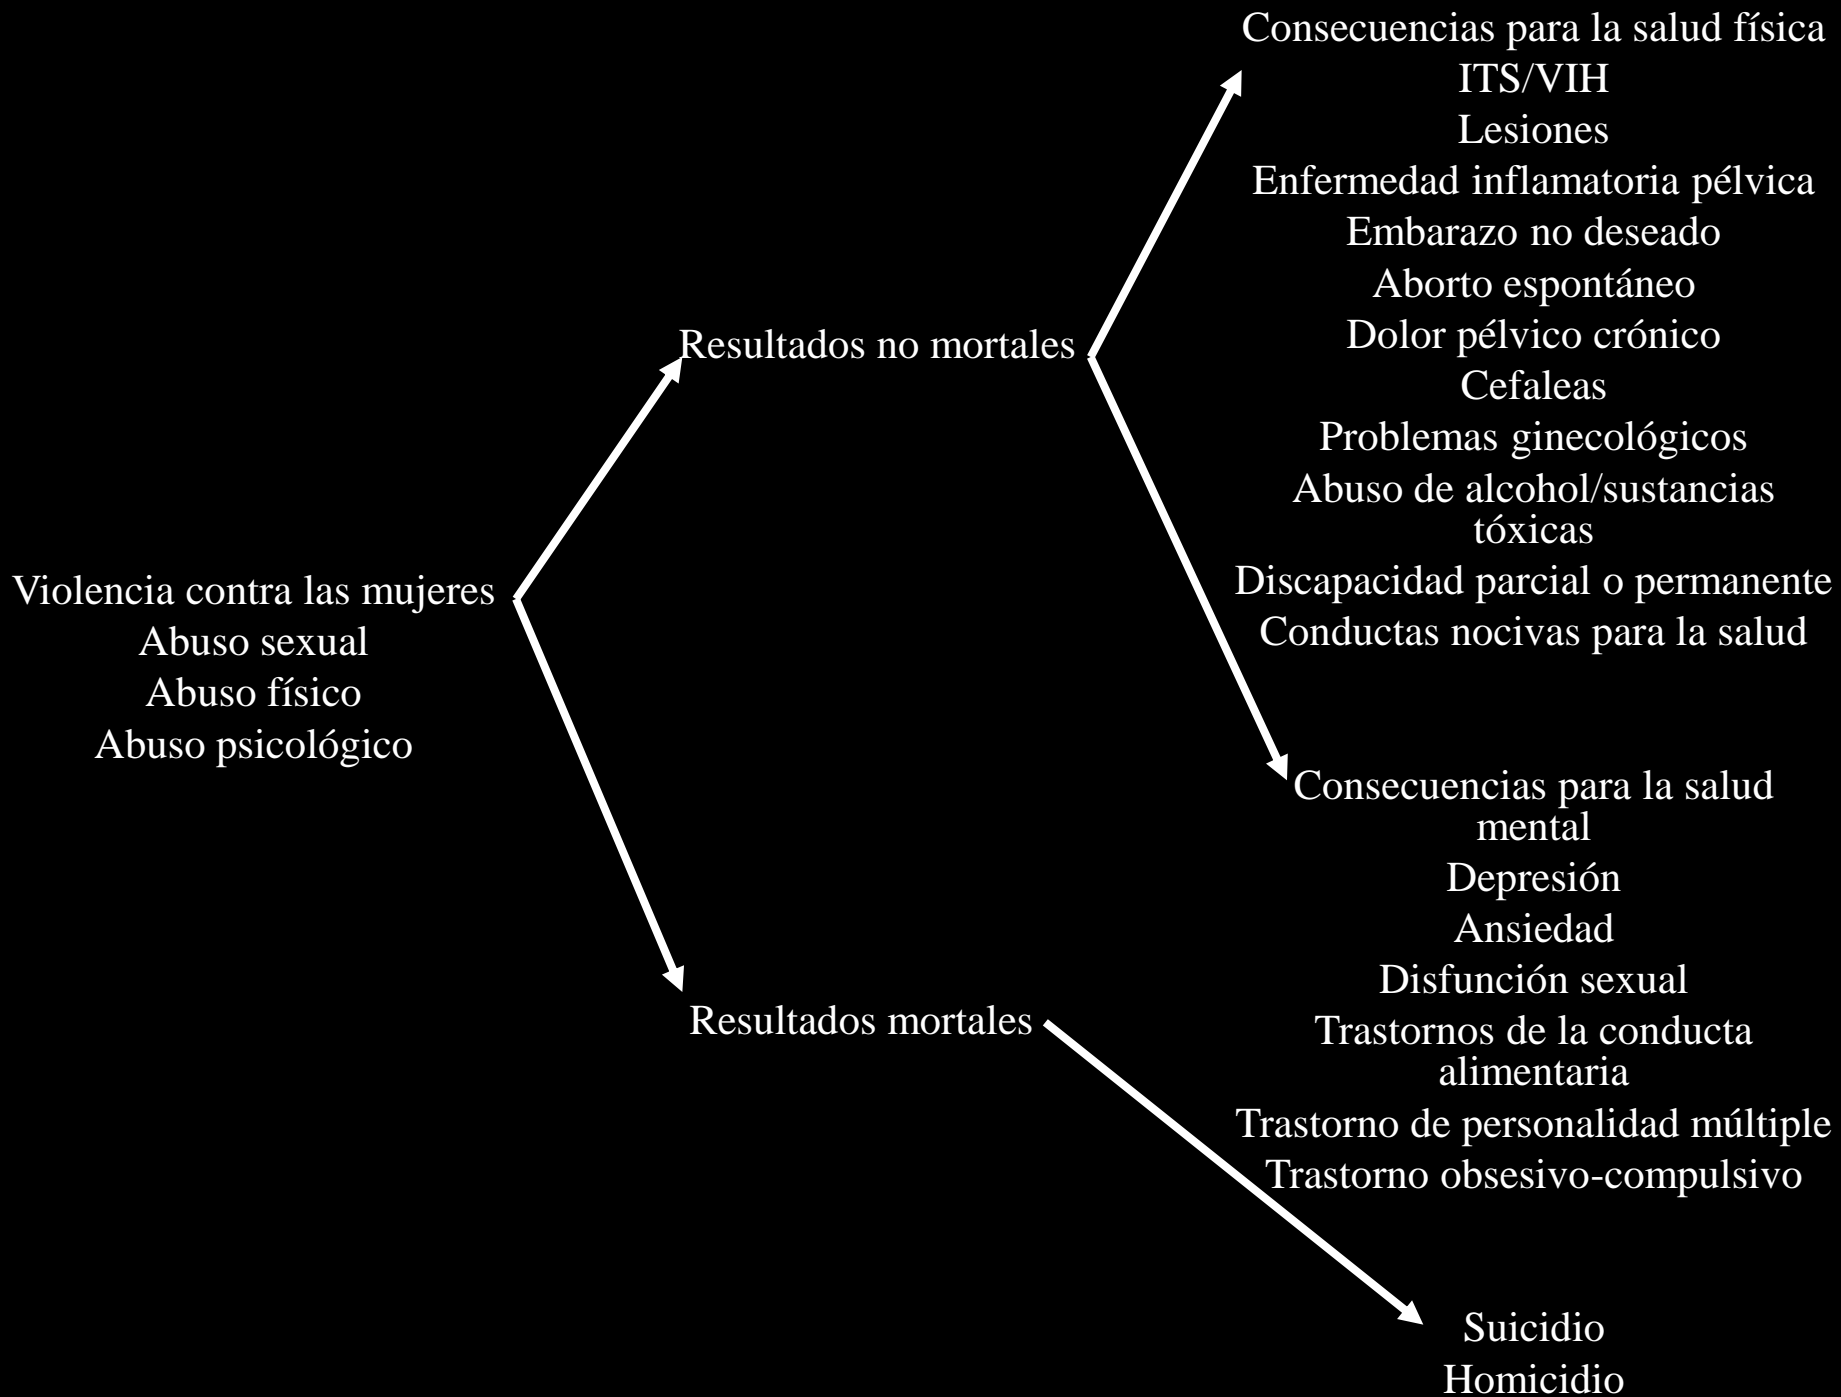 Violencia contra las mujeres
Abuso sexual
Abuso físico
Abuso psicológico
Resultados no mortales
Resultados mortales
Consecuencias para la salud física
ITS/VIH
Lesiones
Enfermedad inflamatoria pélvica
Embarazo no deseado
Aborto espontáneo
Dolor pélvico crónico
Cefaleas
Problemas ginecológicos
Abuso de alcohol/sustancias
tóxicas
Discapacidad parcial o permanente
Conductas nocivas para la salud
Consecuencias para la salud
mental
Depresión
Ansiedad
Disfunción sexual
Trastornos de la conducta
alimentaria
Trastorno de personalidad múltiple
Trastorno obsesivo-compulsivo
Suicidio
Homicidio